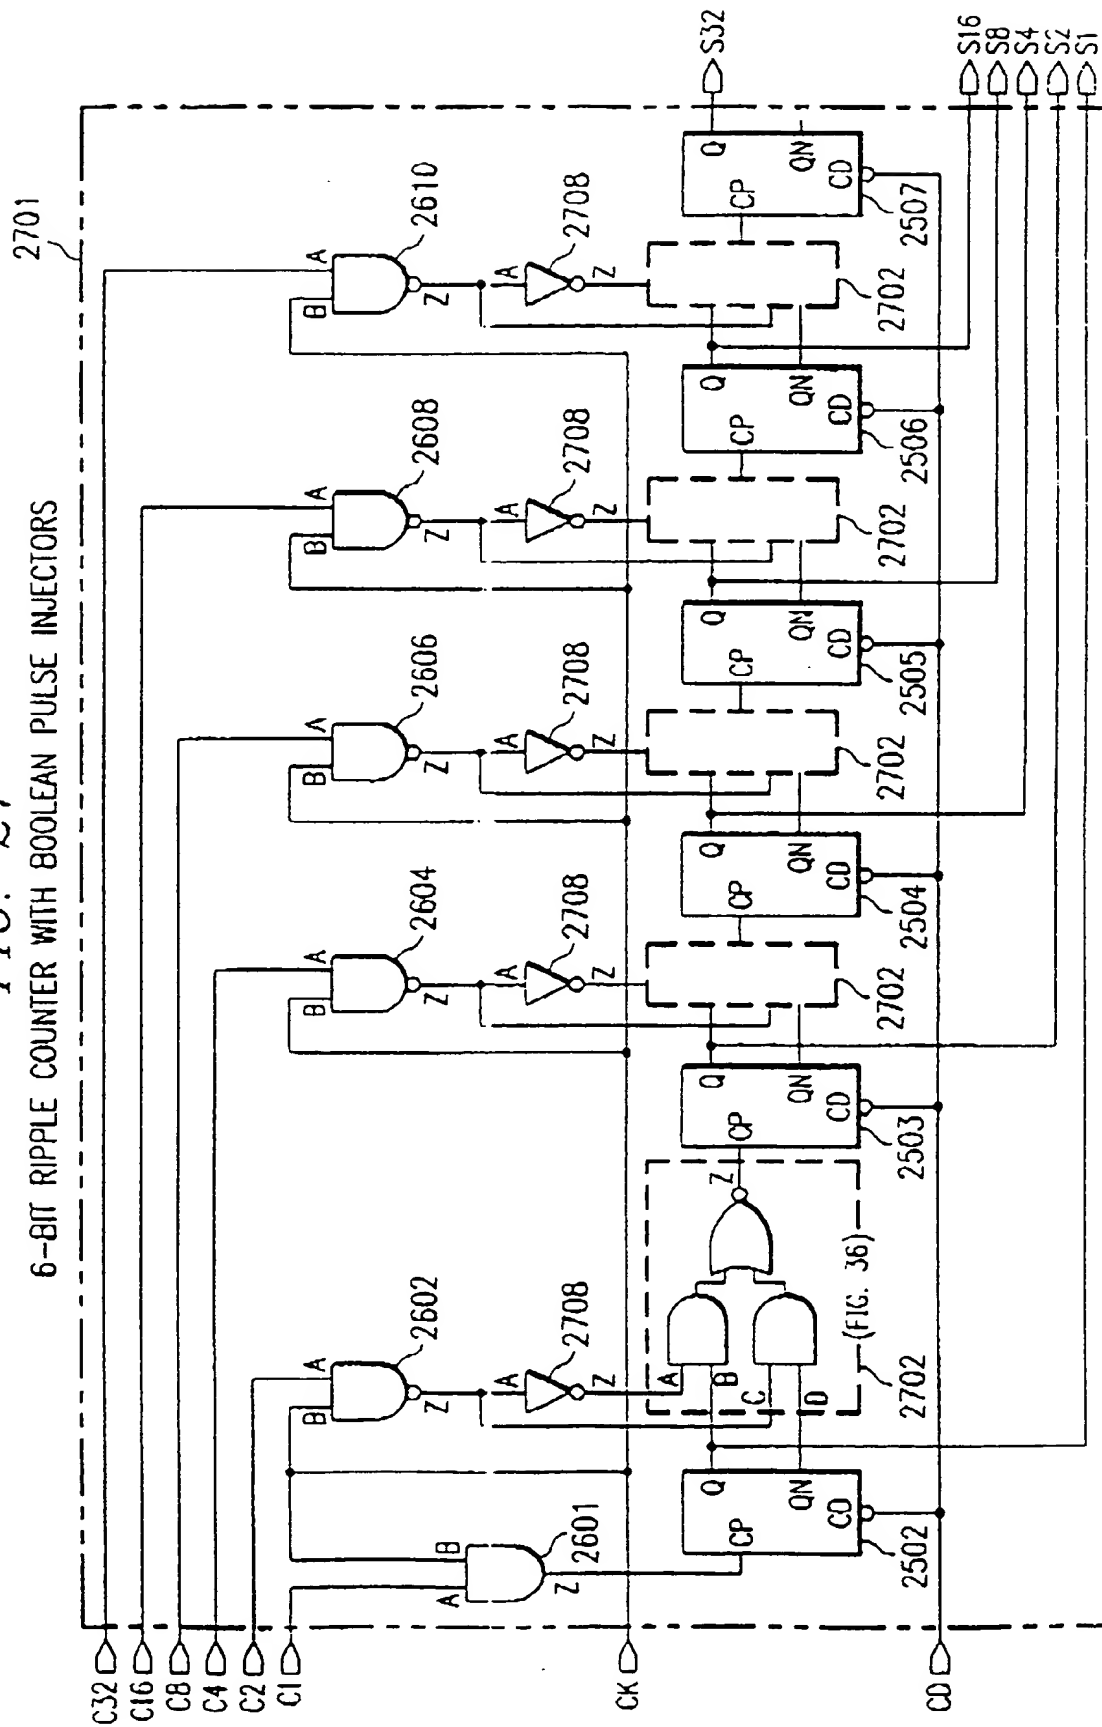 FIG. 27
6-BIT RIPPLE COUNTER WITH BOOLEAN PULSE INJECTORS
2701
C32
C16
C8
C4
C2
C1
CK
CD
A
B
Z
2601
B
A
Z
2602
B
A
Z
2604
B
A
Z
2606
B
A
Z
2608
B
A
Z
2610
A
Z
2708
A
Z
2708
A
Z
2708
A
Z
2708
A
Z
2708
A
B
C
D
Z
(FIG. 36)
2702
2702
2702
2702
2702
CP
Q
QN
CD
2502
CP
Q
QN
CD
2503
CP
Q
QN
CD
2504
CP
Q
QN
CD
2505
CP
Q
QN
CD
2506
CP
Q
QN
CD
2507
S32
S16
S8
S4
S2
S1